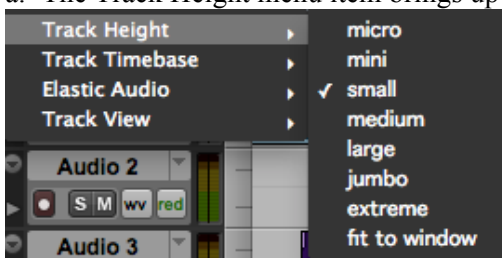 a. The Track Height menu item brings up
Track Height
Track Timebase
Elastic Audio
Track View
micro
mini
✓ small
medium
large
jumbo
extreme
fit to window
Audio 2
S M wv red
Audio 3